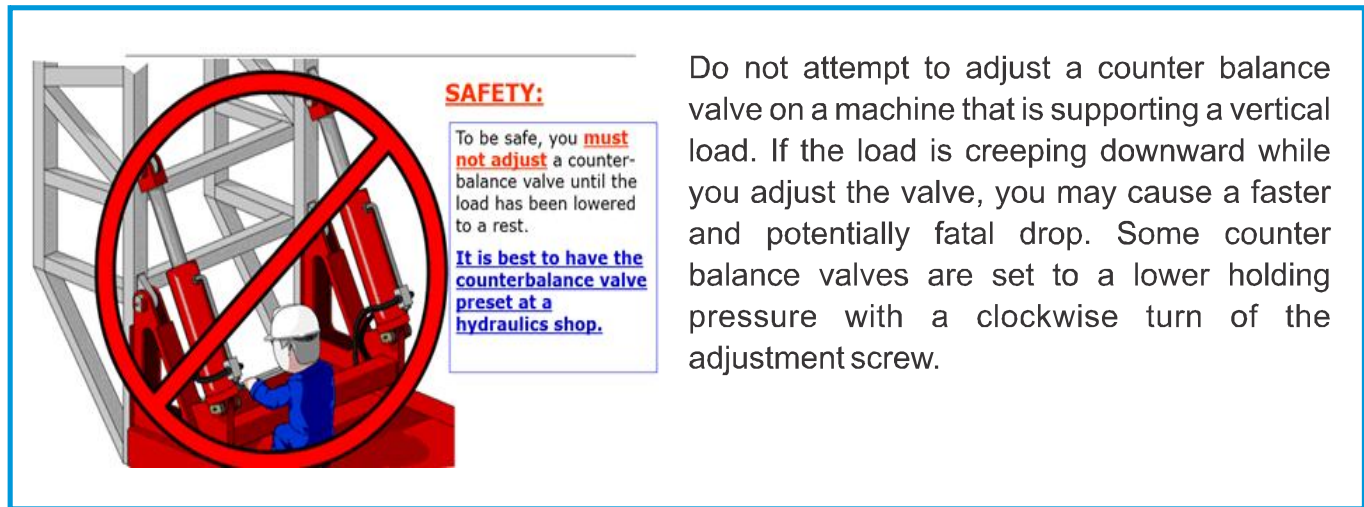 SAFETY:
To be safe, you must
not adjust a counter-
balance valve until the
load has been lowered
to a rest.
It is best to have the
counterbalance valve
preset at a
hydraulics shop.
Do not attempt to adjust a counter balance
valve on a machine that is supporting a vertical
load. If the load is creeping downward while
you adjust the valve, you may cause a faster
and potentially fatal drop. Some counter
balance valves are set to a lower holding
pressure with a clockwise turn of the
adjustment screw.